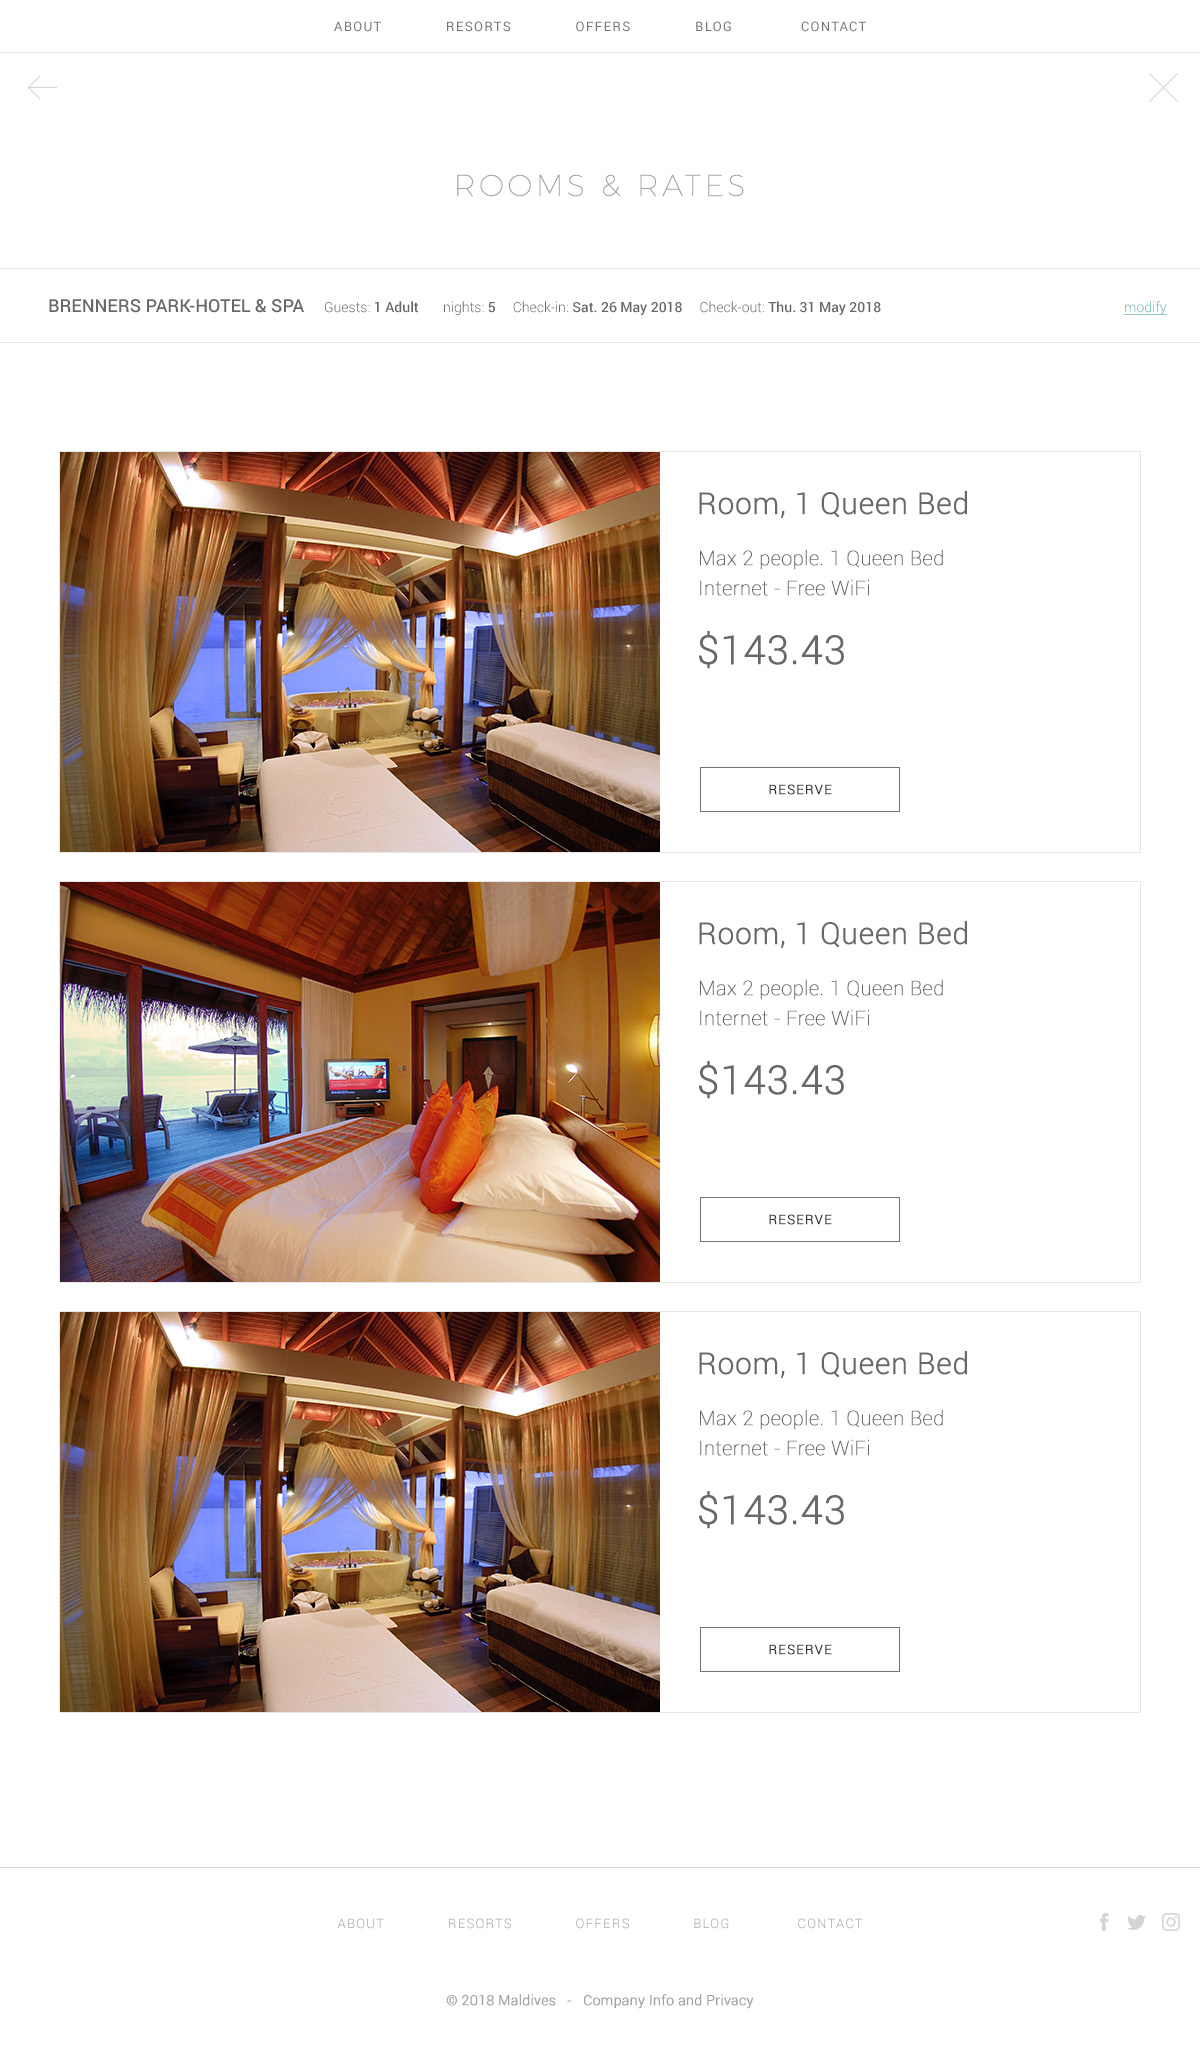 ABOUT RESORTS OFFERS BLOG CONTACT
ROOMS & RATES
BRENNERS PARK-HOTEL & SPA Guests: 1 Adult nights: 5 Check-in: Sat. 26 May 2018 Check-out: Thu. 31 May 2018 modify
Room, 1 Queen Bed
Max 2 people. 1 Queen Bed
Internet - Free WiFi
$143.43
RESERVE
Room, 1 Queen Bed
Max 2 people. 1 Queen Bed
Internet - Free WiFi
$143.43
RESERVE
Room, 1 Queen Bed
Max 2 people. 1 Queen Bed
Internet - Free WiFi
$143.43
RESERVE
ABOUT RESORTS OFFERS BLOG CONTACT
© 2018 Maldives - Company Info and Privacy